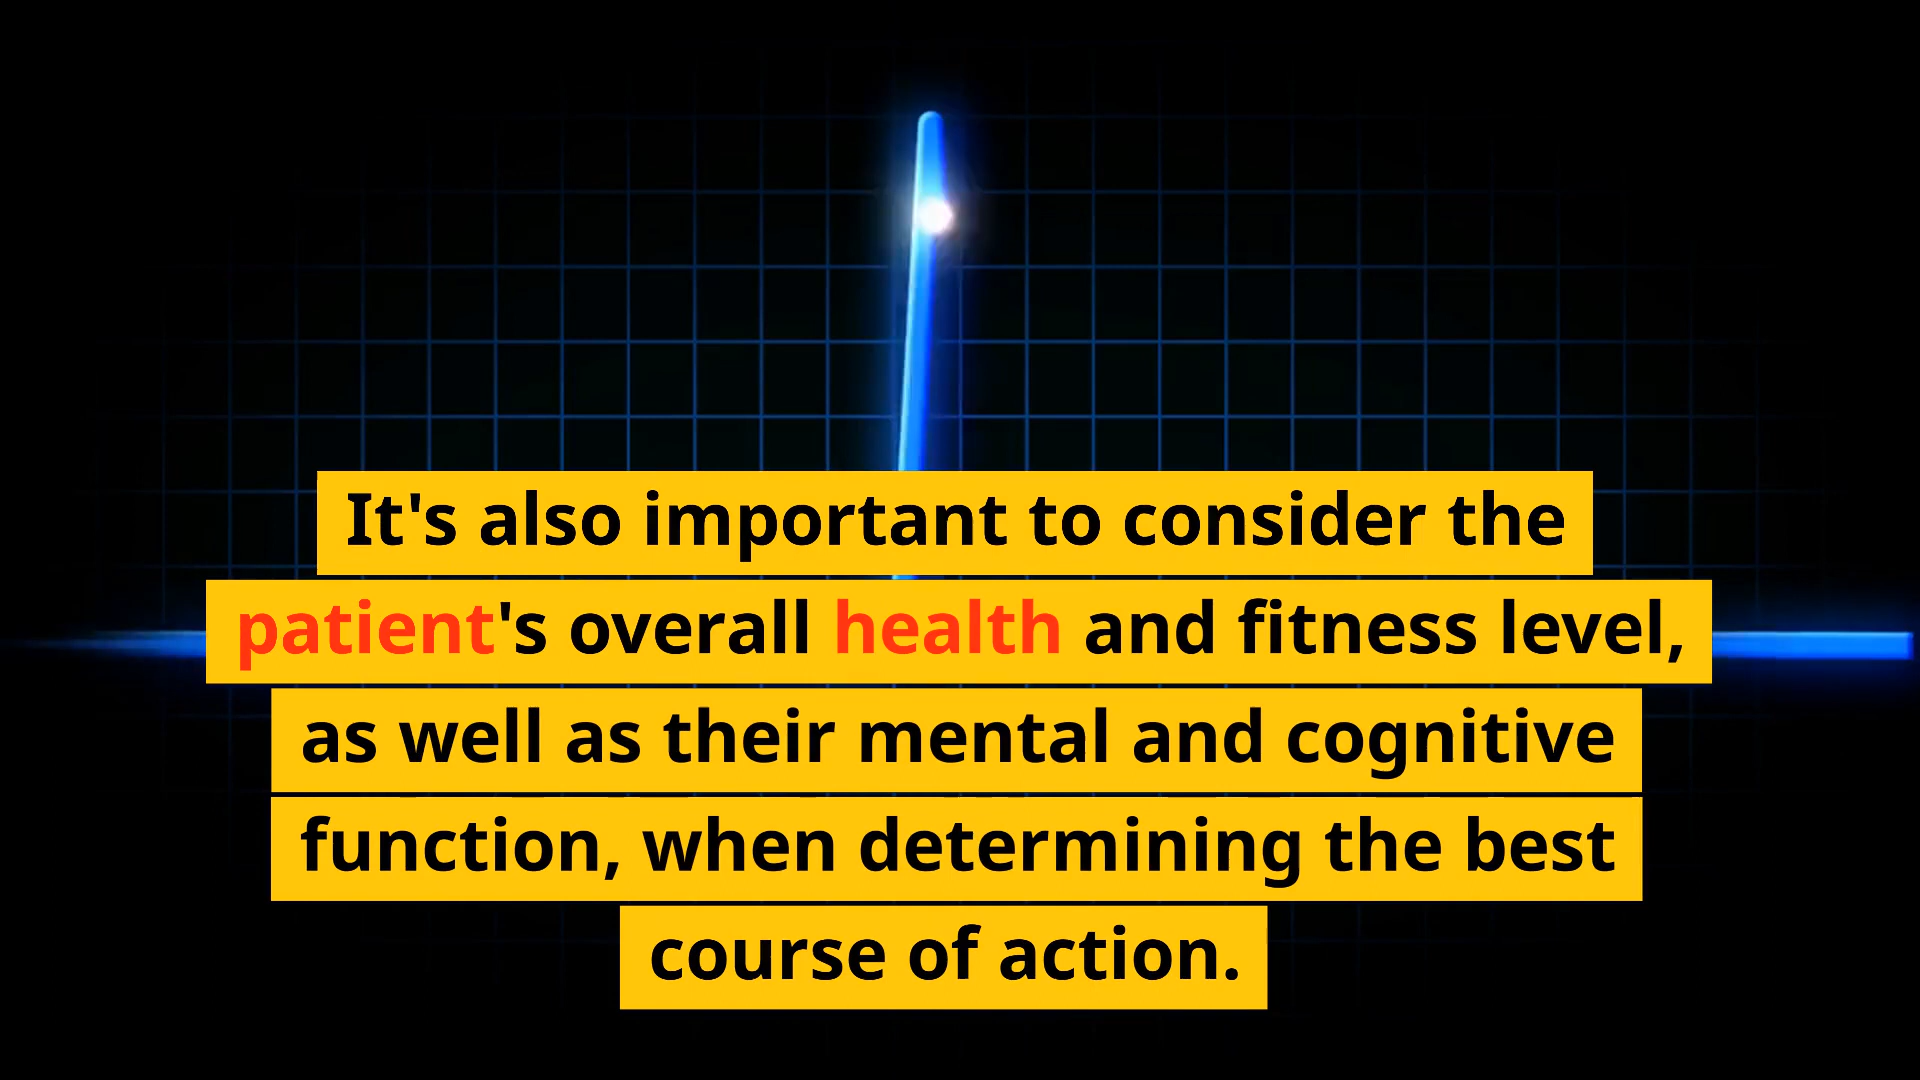 It's also important to consider the
patient's overall health and fitness level,
as well as their mental and cognitive
function, when determining the best
course of action.